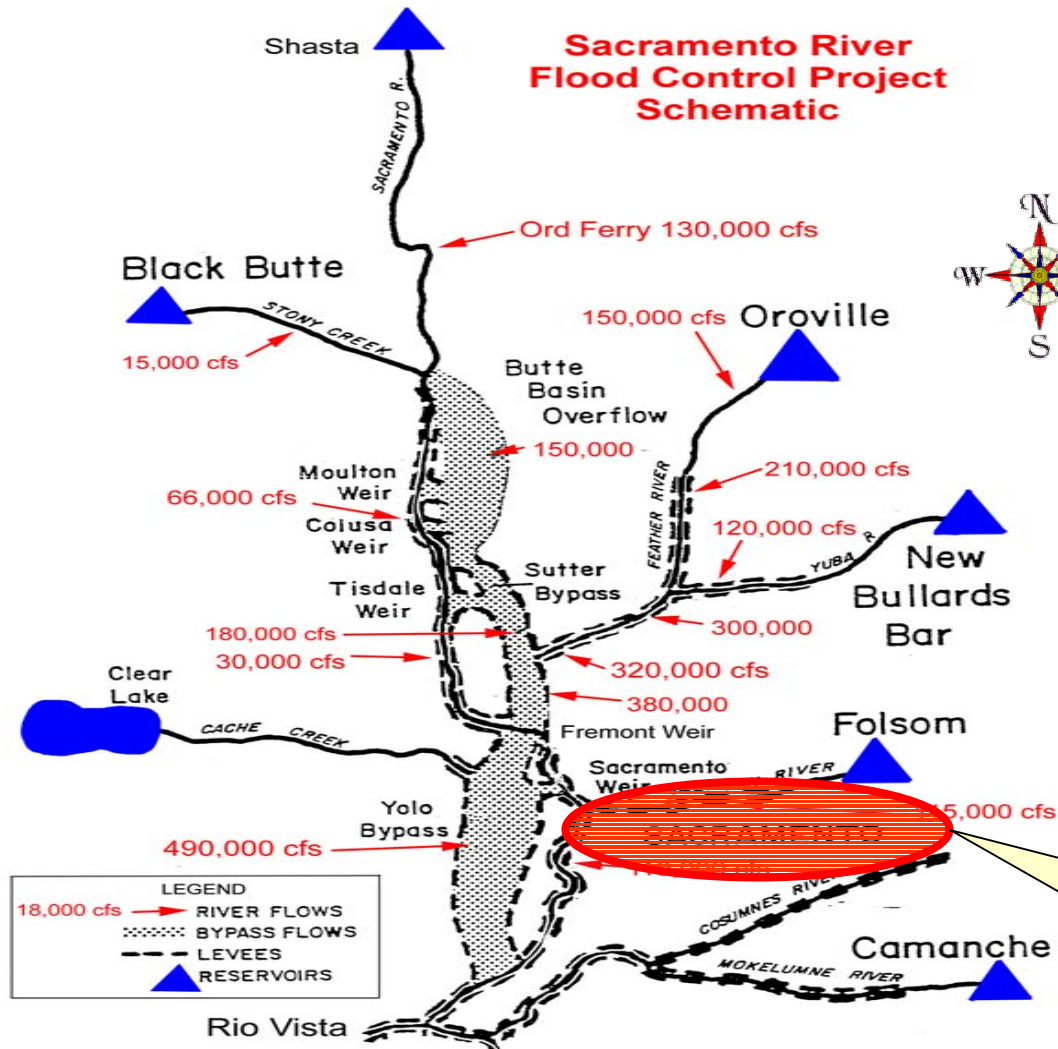 Sacramento River
Flood Control Project
Schematic
Shasta
SACRAMENTO R.
Ord Ferry 130,000 cfs
N
W
S
Black Butte
STONY CREEK
15,000 cfs
150,000 cfs
Oroville
Butte
Basin
Overflow
150,000
Moulton
Weir
66,000 cfs
Colusa
Weir
FEATHER RIVER
210,000 cfs
120,000 cfs
YUBA R.
New
Bullards
Bar
Tisdale
Weir
Sutter
Bypass
180,000 cfs
30,000 cfs
300,000
320,000 cfs
380,000
Clear
Lake
CACHE CREEK
Fremont Weir
Folsom
Sacramento
Weir
RIVER
15,000 cfs
SACRAMENTO
Yolo
Bypass
490,000 cfs
COSUMNES RIVER
Camanche
MOKELUMNE RIVER
LEGEND
18,000 cfs RIVER FLOWS
BYPASS FLOWS
LEVEES
RESERVOIRS
Rio Vista